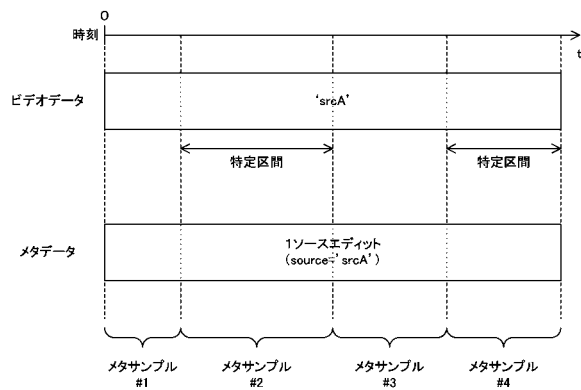 0
時刻
t
ビデオデータ
‘srcA’
特定区間
特定区間
メタデータ
1ソースエディット
(source=‘srcA’)
メタサンプル
#1
メタサンプル
#2
メタサンプル
#3
メタサンプル
#4